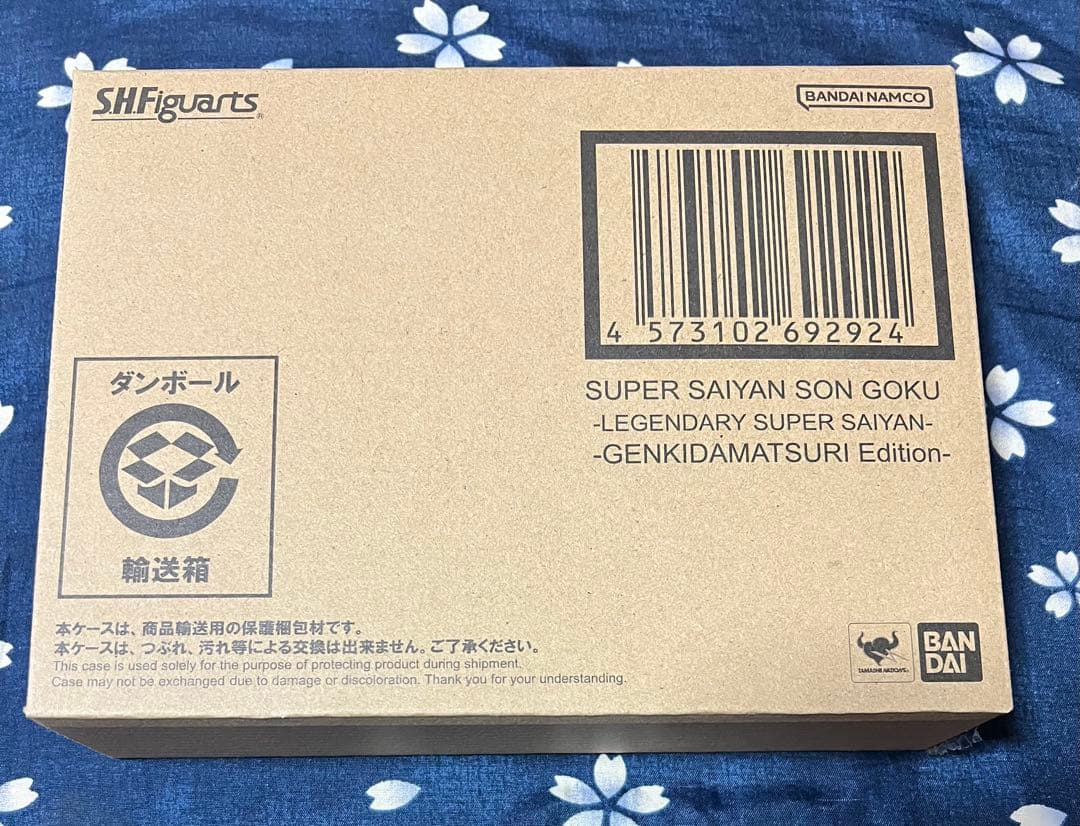 S.H.Figuarts®
BANDAI NAMCO
4 573102 692924
SUPER SAIYAN SON GOKU
-LEGENDARY SUPER SAIYAN-
-GENKIDAMATSURI Edition-
ダンボール
輸送箱
本ケースは、商品輸送用の保護梱包材です。
本ケースは、つぶれ、汚れ等による交換は出来ません。ご了承ください。
This case is used solely for the purpose of protecting product during shipment.
Case may not be exchanged due to damage or discoloration. Thank you for your understanding.
TAMASHII NATIONS
BAN
DAI